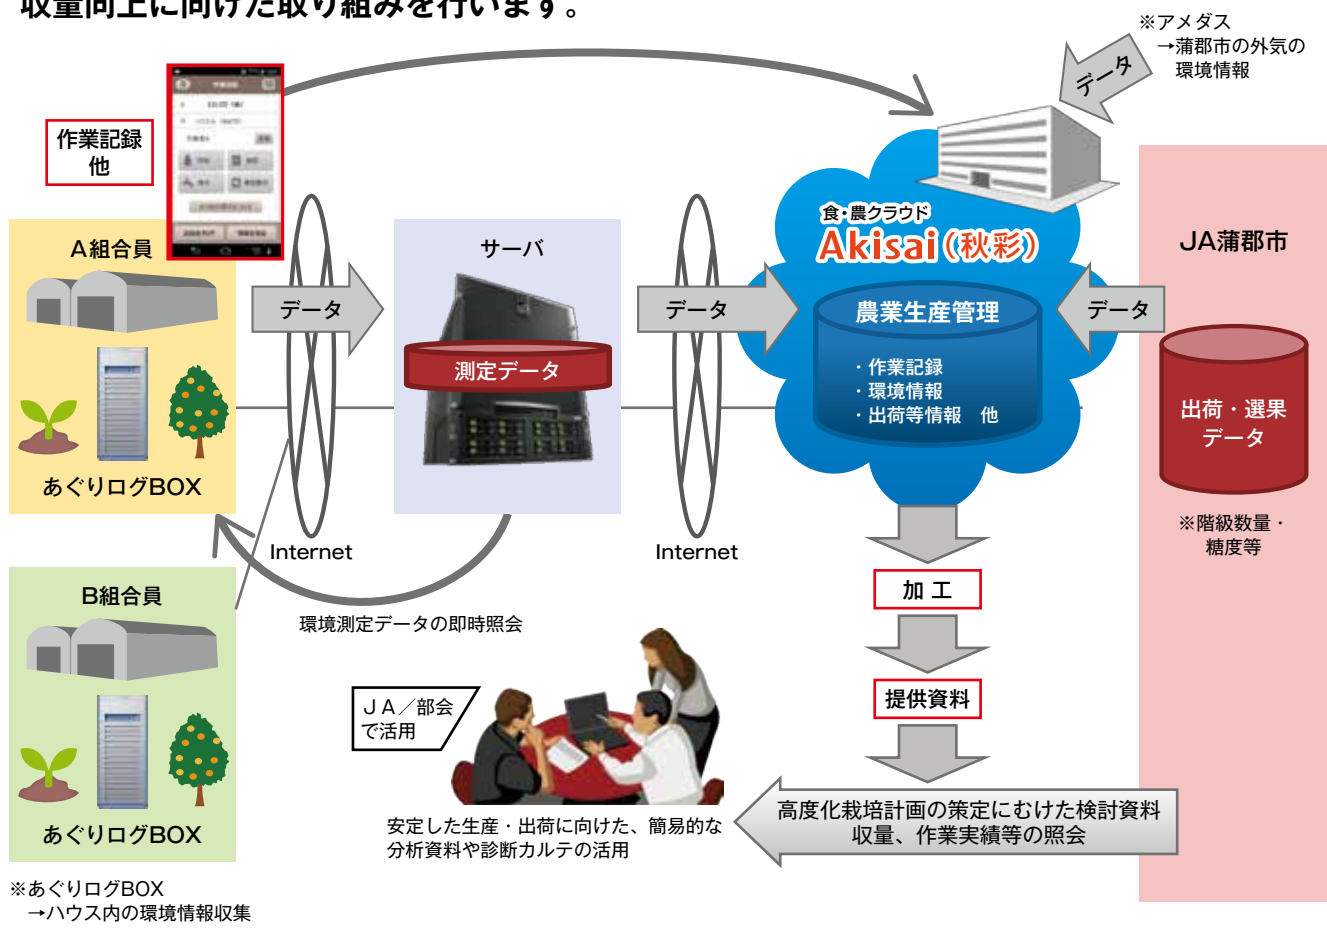 収量向上に向けた取り組みを行います。
※アメダス
→蒲郡市の外気の
環境情報
データ
作業記録
他
食・農クラウド
Akisai(秋彩)
A組合員
サーバ
JA蒲郡市
データ
データ
データ
農業生産管理
測定データ
・作業記録
・環境情報
・出荷等情報 他
出荷・選果
データ
あぐりログBOX
※階級数量・
糖度等
Internet
Internet
B組合員
加工
環境測定データの即時照会
提供資料
JA/部会
で活用
高度化栽培計画の策定にむけた検討資料
収量、作業実績等の照会
あぐりログBOX
安定した生産・出荷に向けた、簡易的な
分析資料や診断カルテの活用
※あぐりログBOX
→ハウス内の環境情報収集